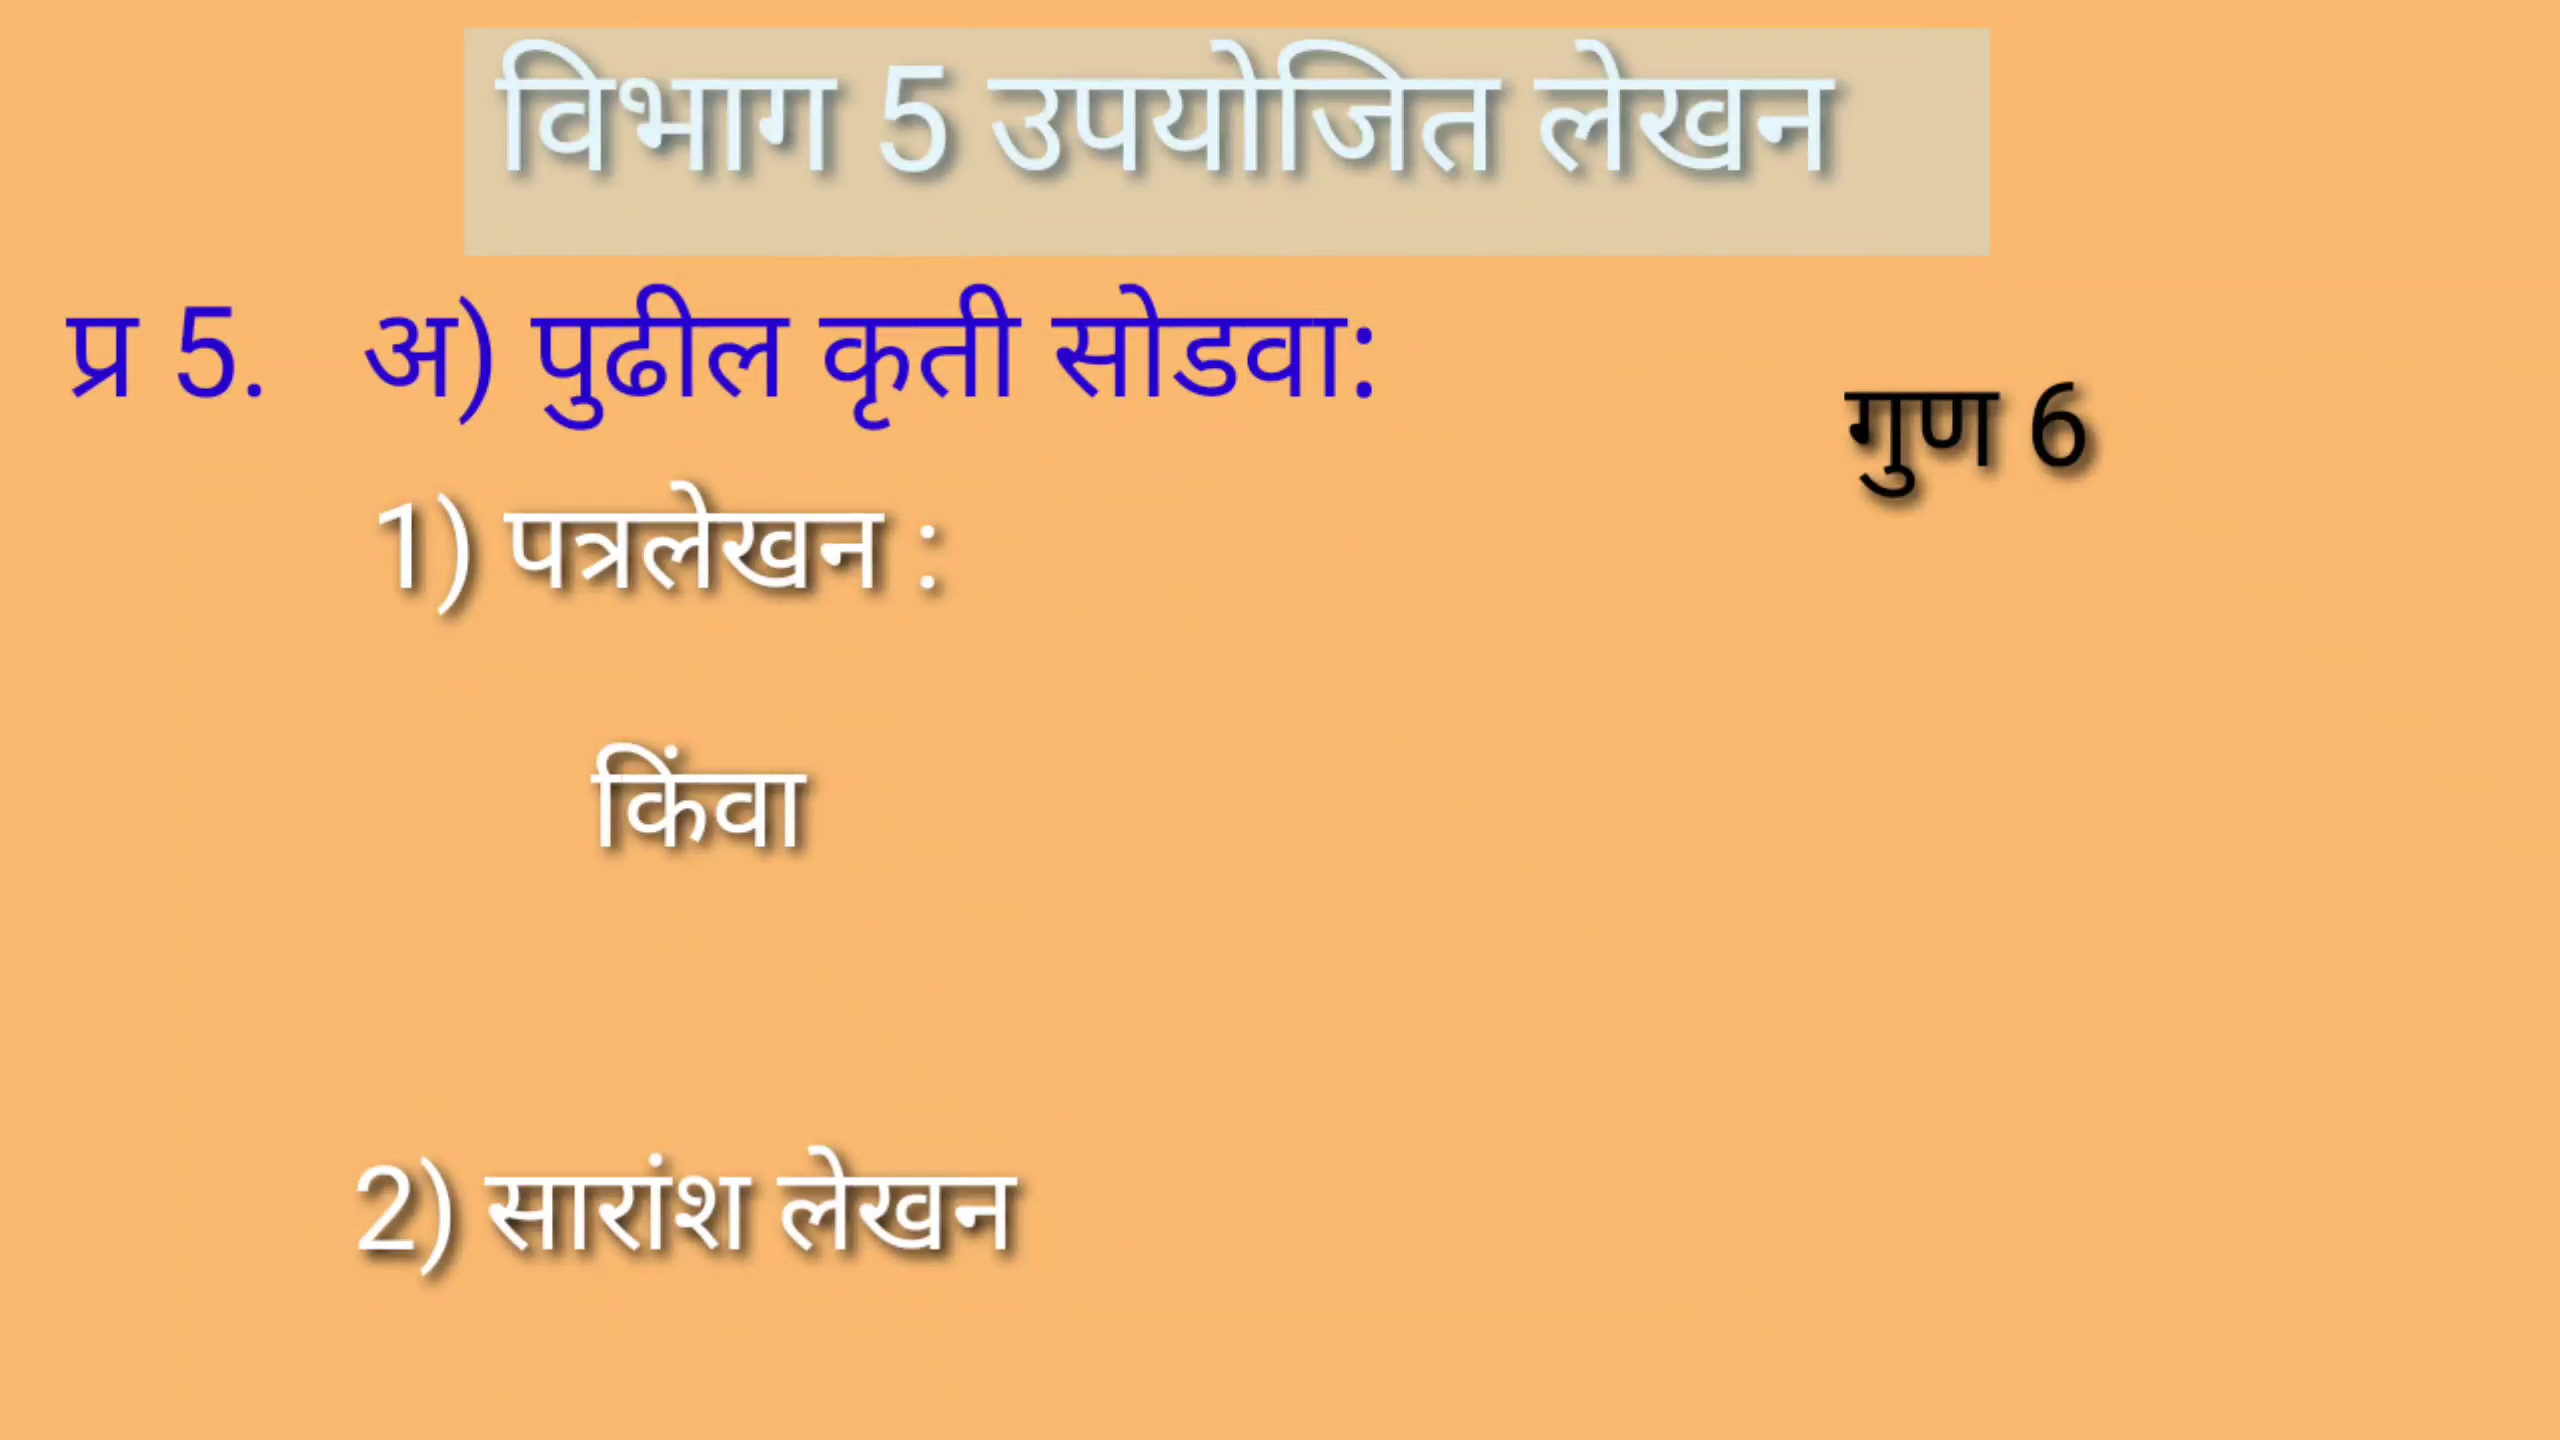 विभाग 5 उपयोजित लेखन
प्र 5. अ) पुढील कृती सोडवा:
गुण 6
1) पत्रलेखन :
किंवा
2) सारांश लेखन